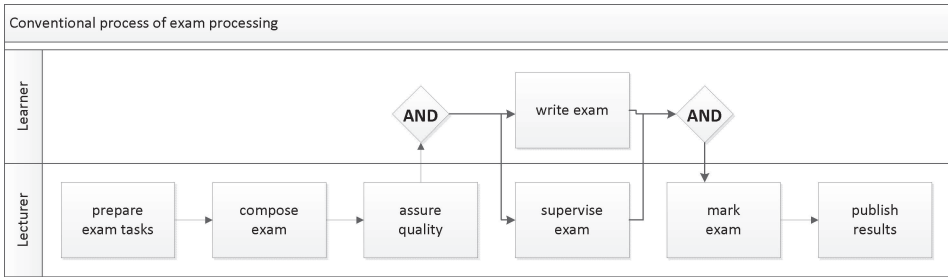 Conventional process of exam processing
Learner
AND
write exam
AND
Lecturer
prepare
exam tasks
compose
exam
assure
quality
supervise
exam
mark
exam
publish
results